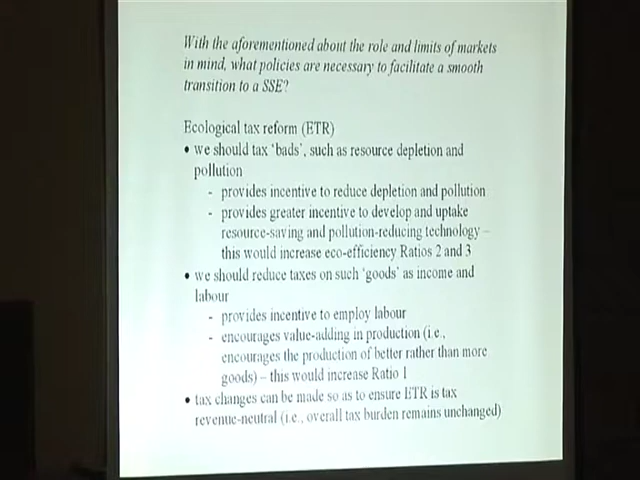 With the aforementioned about the role and limits of markets
in mind, what policies are necessary to facilitate a smooth
transition to a SSE?
Ecological tax reform (ETR)
• we should tax ‘bads’, such as resource depletion and
pollution
- provides incentive to reduce depletion and pollution
- provides greater incentive to develop and uptake
resource-saving and pollution-reducing technology –
this would increase eco-efficiency Ratios 2 and 3
• we should reduce taxes on such ‘goods’ as income and
labour
- provides incentive to employ labour
- encourages value-adding in production (i.e.,
encourages the production of better rather than more
goods) – this would increase Ratio 1
• tax changes can be made so as to ensure ETR is tax
revenue-neutral (i.e., overall tax burden remains unchanged)